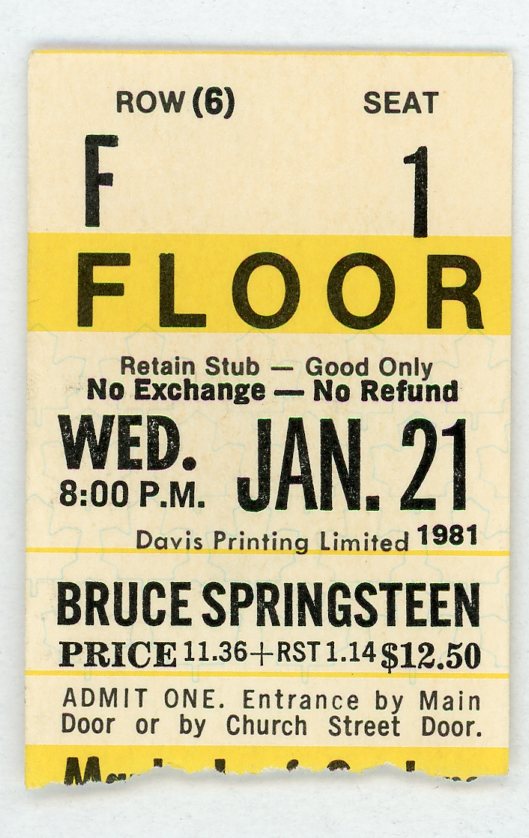 ROW (6) SEAT
F 1
FLOOR
Retain Stub — Good Only
No Exchange — No Refund
WED. JAN. 21
8:00 P.M.
Davis Printing Limited 1981
BRUCE SPRINGSTEEN
PRICE 11.36+RST 1.14 $12.50
ADMIT ONE. Entrance by Main
Door or by Church Street Door.